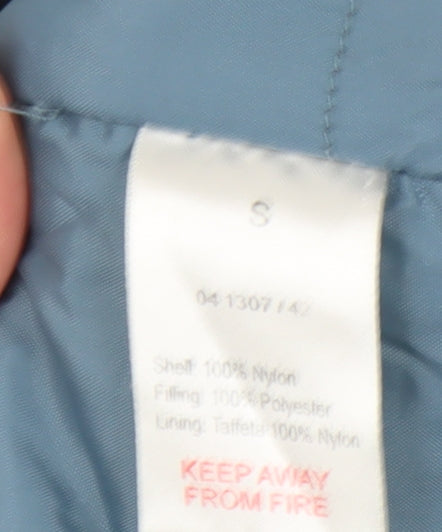 S
04 1307 / 42
Shell: 100% Nylon
Filling: 100% Polyester
Lining: Taffeta 100% Nylon
KEEP AWAY
FROM FIRE